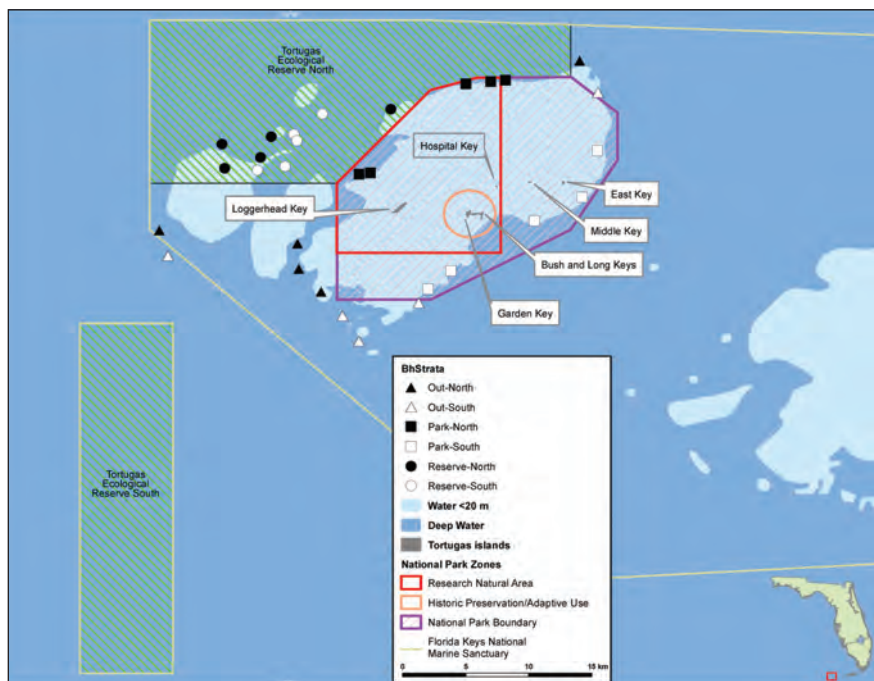 Tortugas
Ecological
Reserve North
Hospital Key
Loggerhead Key
East Key
Middle Key
Bush and Long Keys
Garden Key
Tortugas
Ecological
Reserve South
BhStrata
Out-North
Out-South
Park-North
Park-South
Reserve-North
Reserve-South
Water <20 m
Deep Water
Tortugas islands
National Park Zones
Research Natural Area
Historic Preservation/Adaptive Use
National Park Boundary
Florida Keys National
Marine Sanctuary
0 5 10 15 km